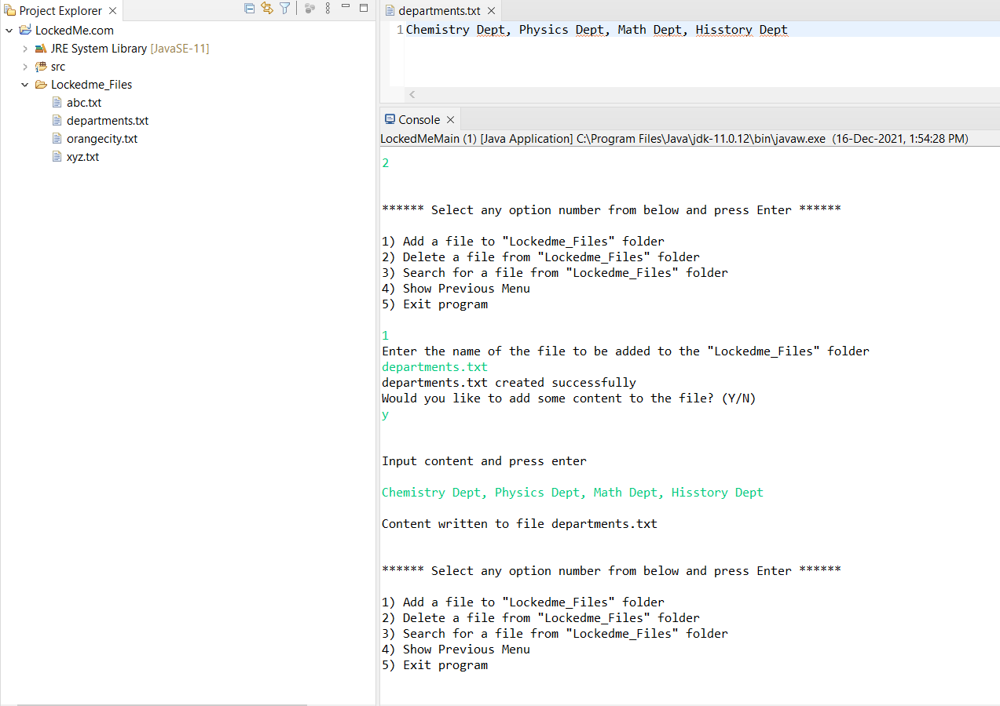 Project Explorer
LockedMe.com
JRE System Library [JavaSE-11]
src
Lockedme_Files
abc.txt
departments.txt
orangecity.txt
xyz.txt
departments.txt
1 Chemistry Dept, Physics Dept, Math Dept, Hisstory Dept
Console
LockedMeMain (1) [Java Application] C:\Program Files\Java\jdk-11.0.12\bin\javaw.exe (16-Dec-2021, 1:54:28 PM)
2
****** Select any option number from below and press Enter ******
1) Add a file to "Lockedme_Files" folder
2) Delete a file from "Lockedme_Files" folder
3) Search for a file from "Lockedme_Files" folder
4) Show Previous Menu
5) Exit program
1
Enter the name of the file to be added to the "Lockedme_Files" folder
departments.txt
departments.txt created successfully
Would you like to add some content to the file? (Y/N)
y
Input content and press enter
Chemistry Dept, Physics Dept, Math Dept, Hisstory Dept
Content written to file departments.txt
****** Select any option number from below and press Enter ******
1) Add a file to "Lockedme_Files" folder
2) Delete a file from "Lockedme_Files" folder
3) Search for a file from "Lockedme_Files" folder
4) Show Previous Menu
5) Exit program